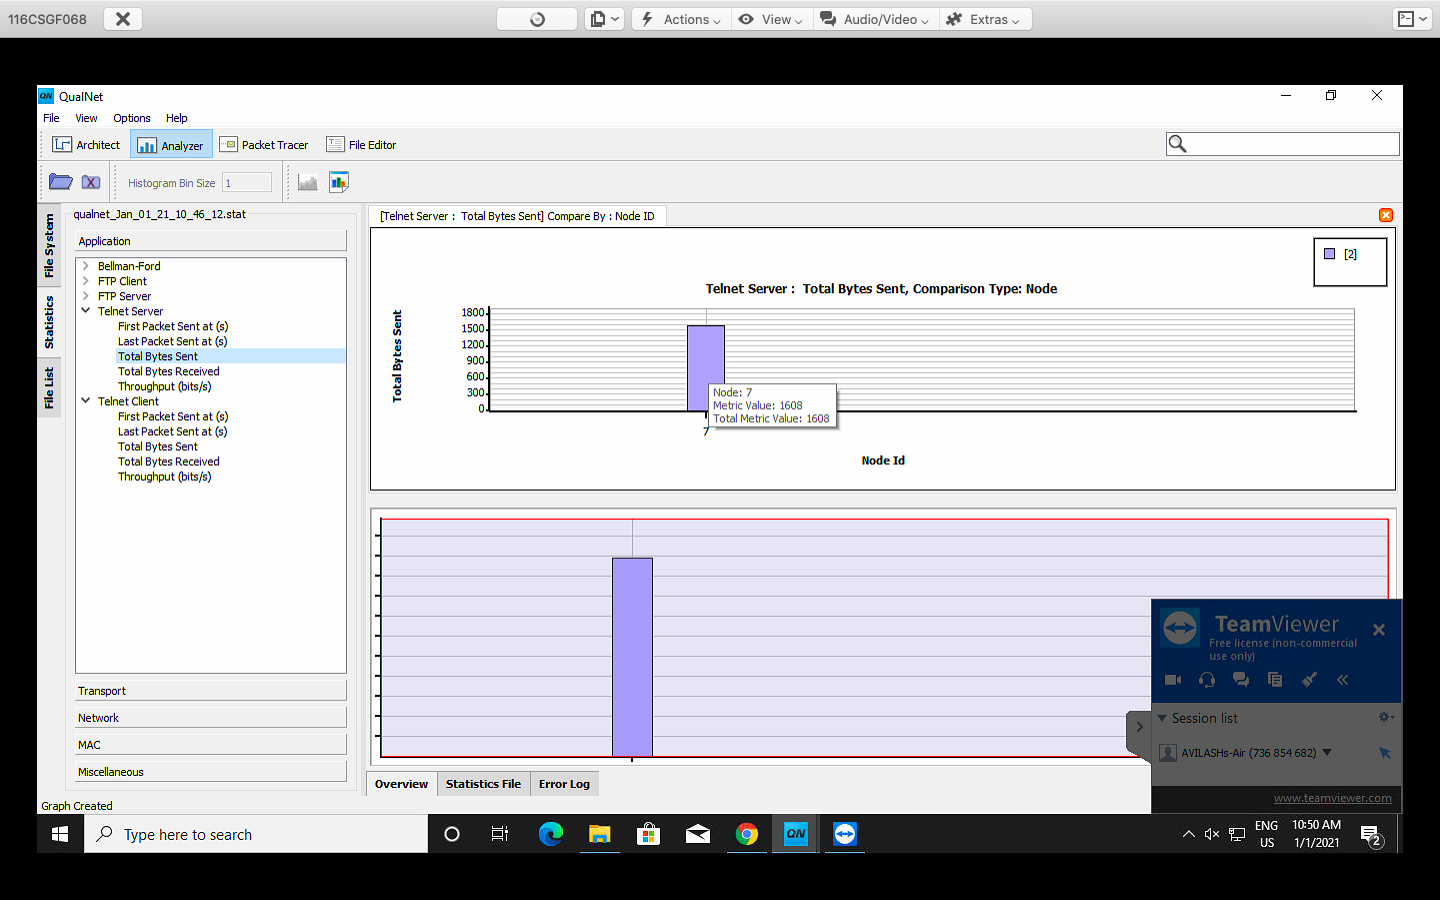 116CSGF068
Actions
View
Audio/Video
Extras
QN QualNet
File View Options Help
Architect Analyzer Packet Tracer File Editor
Histogram Bin Size 1
File System
Statistics
File List
qualnet_Jan_01_21_10_46_12.stat
Application
Bellman-Ford
FTP Client
FTP Server
Telnet Server
First Packet Sent at (s)
Last Packet Sent at (s)
Total Bytes Sent
Total Bytes Received
Throughput (bits/s)
Telnet Client
First Packet Sent at (s)
Last Packet Sent at (s)
Total Bytes Sent
Total Bytes Received
Throughput (bits/s)
Transport
Network
MAC
Miscellaneous
Graph Created
[Telnet Server : Total Bytes Sent] Compare By : Node ID
[2]
Telnet Server : Total Bytes Sent, Comparison Type: Node
Total Bytes Sent
1800
1500
1200
900
600
300
0
Node: 7
Metric Value: 1608
Total Metric Value: 1608
7
Node Id
Overview Statistics File Error Log
TeamViewer
Free license (non-commercial
use only)
Session list
AVILASHs-Air (736 854 682)
www.teamviewer.com
Type here to search
QN
ENG
US
10:50 AM
1/1/2021
2